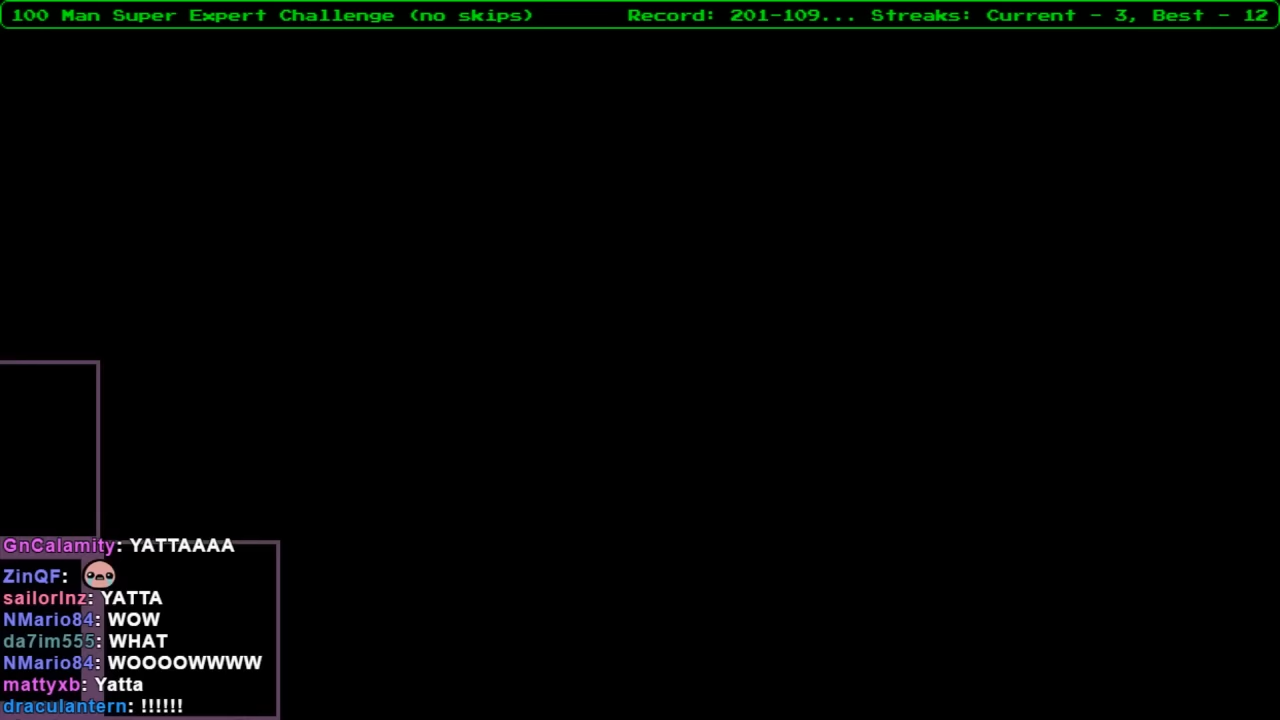 100 Man Super Expert Challenge (no skips) Record: 201-109... Streaks: Current - 3, Best - 12
GnCalamity: YATTAAAA
ZinQF:
sailorlnz: YATTA
NMario84: WOW
da7im555: WHAT
NMario84: WOOOOWWWW
mattyxb: Yatta
draculantern: !!!!!!